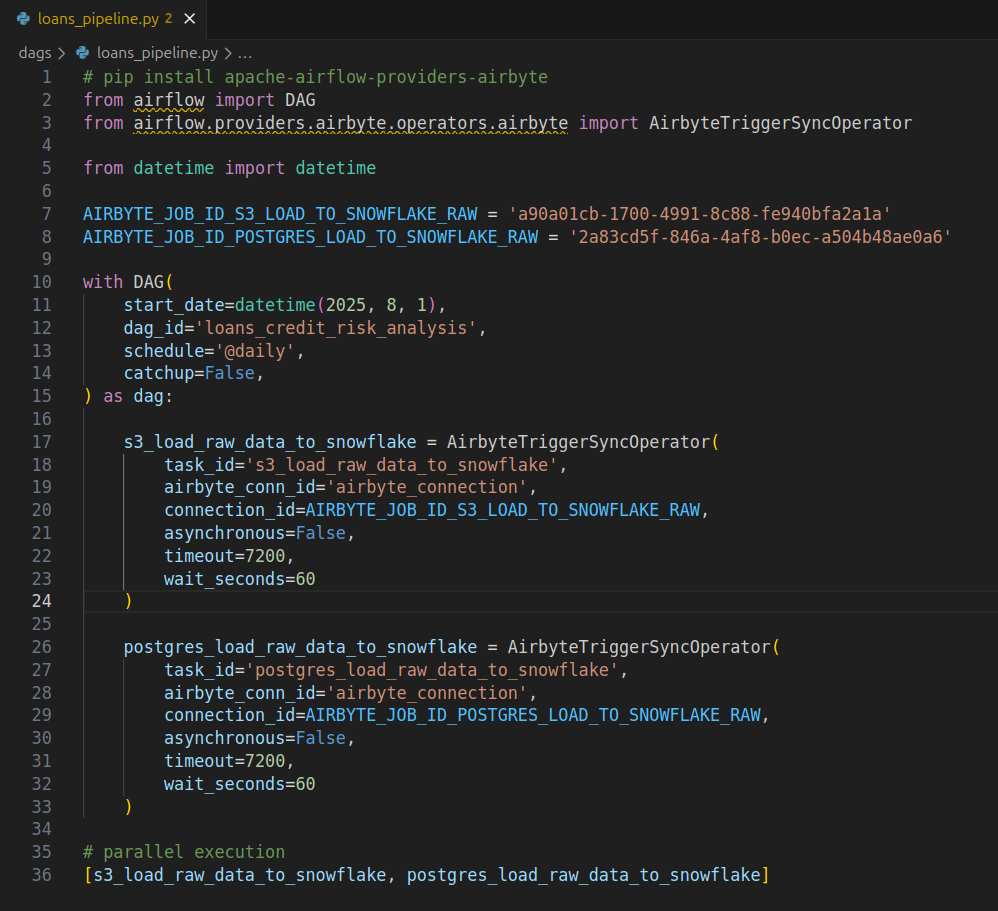 loans_pipeline.py 2 ×
dags > loans_pipeline.py > ...
1 # pip install apache-airflow-providers-airbyte
2 from airflow import DAG
3 from airflow.providers.airbyte.operators.airbyte import AirbyteTriggerSyncOperator
4
5 from datetime import datetime
6
7 AIRBYTE_JOB_ID_S3_LOAD_TO_SNOWFLAKE_RAW = 'a90a01cb-1700-4991-8c88-fe940bfa2a1a'
8 AIRBYTE_JOB_ID_POSTGRES_LOAD_TO_SNOWFLAKE_RAW = '2a83cd5f-846a-4af8-b0ec-a504b48ae0a6'
9
10 with DAG(
11     start_date=datetime(2025, 8, 1),
12     dag_id='loans_credit_risk_analysis',
13     schedule='@daily',
14     catchup=False,
15 ) as dag:
16
17     s3_load_raw_data_to_snowflake = AirbyteTriggerSyncOperator(
18         task_id='s3_load_raw_data_to_snowflake',
19         airbyte_conn_id='airbyte_connection',
20         connection_id=AIRBYTE_JOB_ID_S3_LOAD_TO_SNOWFLAKE_RAW,
21         asynchronous=False,
22         timeout=7200,
23         wait_seconds=60
24     )
25
26     postgres_load_raw_data_to_snowflake = AirbyteTriggerSyncOperator(
27         task_id='postgres_load_raw_data_to_snowflake',
28         airbyte_conn_id='airbyte_connection',
29         connection_id=AIRBYTE_JOB_ID_POSTGRES_LOAD_TO_SNOWFLAKE_RAW,
30         asynchronous=False,
31         timeout=7200,
32         wait_seconds=60
33     )
34
35 # parallel execution
36 [s3_load_raw_data_to_snowflake, postgres_load_raw_data_to_snowflake]